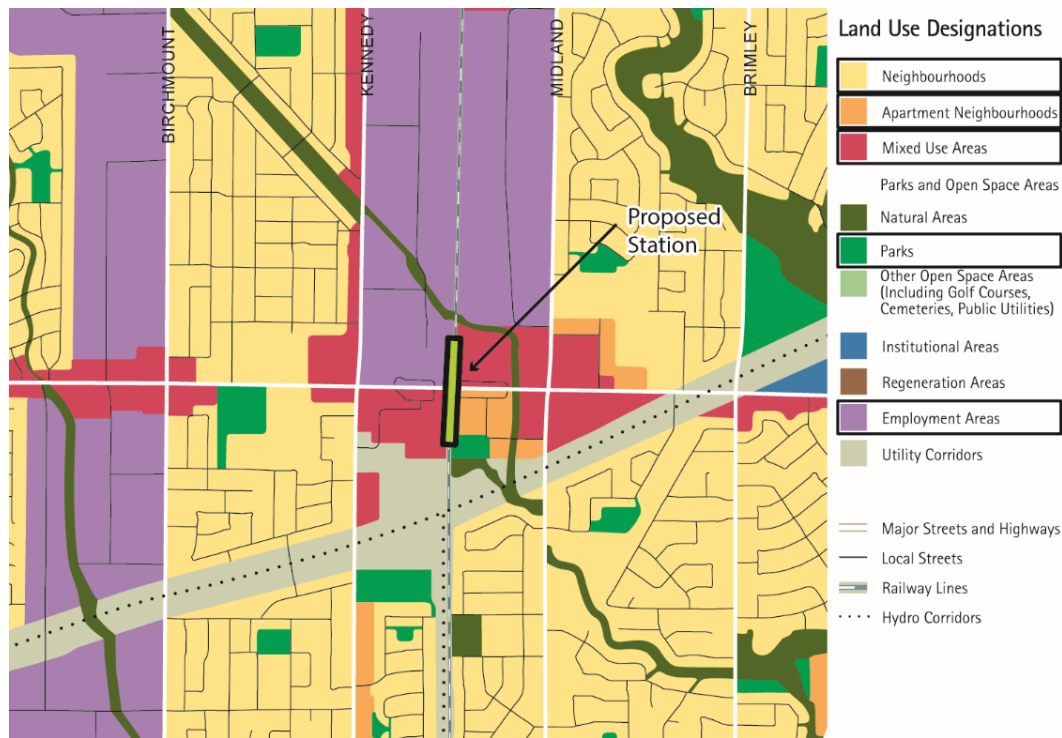 BIRCHMOUNT
KENNEDY
MIDLAND
BRIMLEY
Proposed
Station
Land Use Designations
Neighbourhoods
Apartment Neighbourhoods
Mixed Use Areas
Parks and Open Space Areas
Natural Areas
Parks
Other Open Space Areas
(Including Golf Courses,
Cemeteries, Public Utilities)
Institutional Areas
Regeneration Areas
Employment Areas
Utility Corridors
Major Streets and Highways
Local Streets
Railway Lines
Hydro Corridors